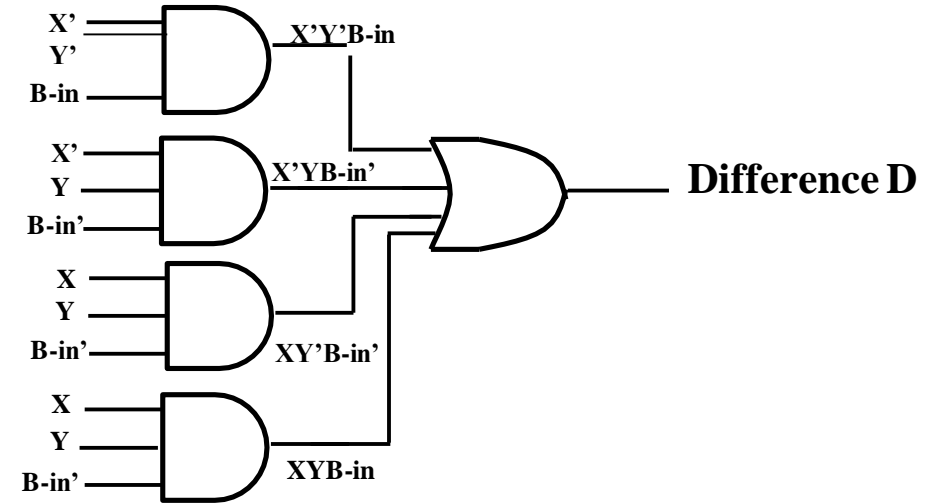 X'
Y'
B-in
X'Y'B-in
X'
Y
B-in'
X'YB-in'
Difference D
X
Y
B-in'
XY'B-in'
X
Y
B-in'
XYB-in